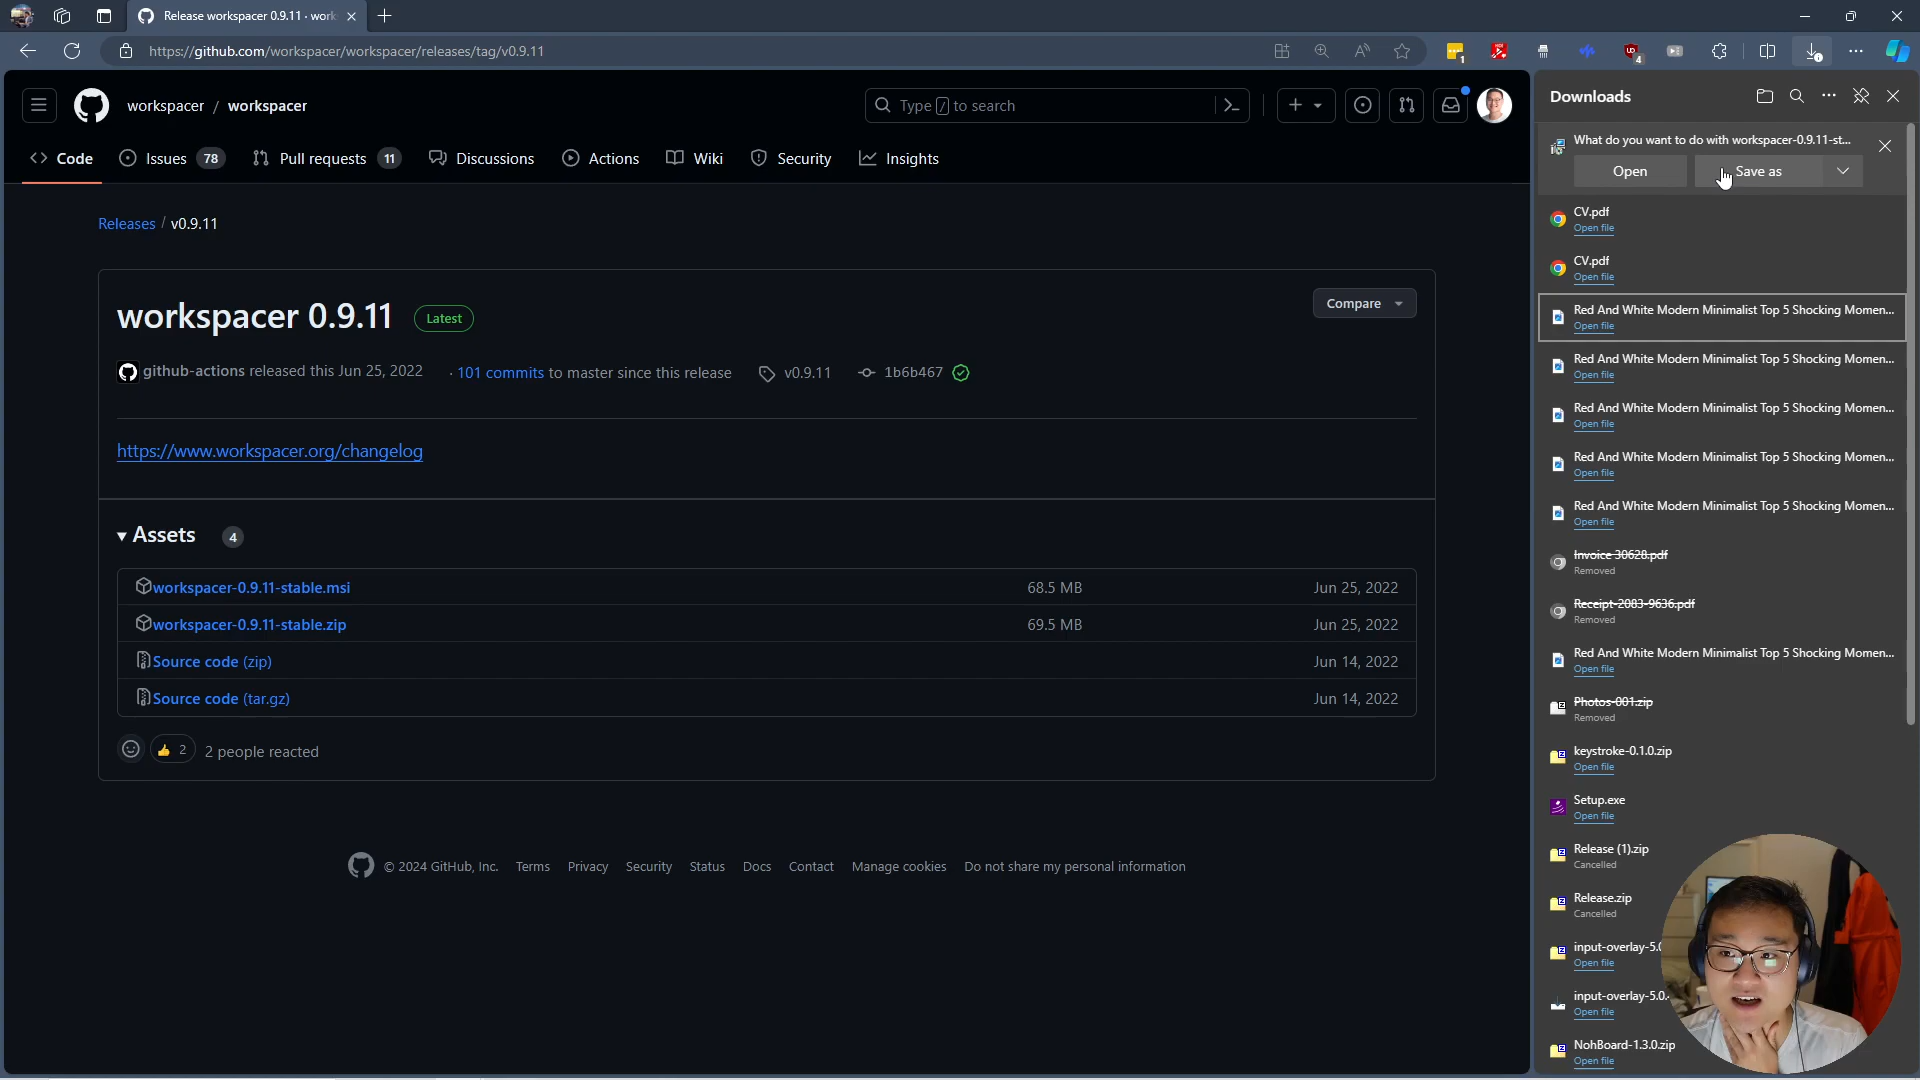 Release workspacer 0.9.11 · work
https://github.com/workspacer/workspacer/releases/tag/v0.9.11
1
4
workspacer / workspacer
Type / to search
Code
Issues 78
Pull requests 11
Discussions
Actions
Wiki
Security
Insights
Releases / v0.9.11
workspacer 0.9.11
Latest
Compare
github-actions released this Jun 25, 2022
· 101 commits to master since this release
v0.9.11
1b6b467
https://www.workspacer.org/changelog
Assets 4
workspacer-0.9.11-stable.msi 68.5 MB Jun 25, 2022
workspacer-0.9.11-stable.zip 69.5 MB Jun 25, 2022
Source code (zip) Jun 14, 2022
Source code (tar.gz) Jun 14, 2022
2
2 people reacted
© 2024 GitHub, Inc. Terms Privacy Security Status Docs Contact Manage cookies Do not share my personal information
Downloads
What do you want to do with workspacer-0.9.11-st...
Open
Save as
CV.pdf
Open file
CV.pdf
Open file
Red And White Modern Minimalist Top 5 Shocking Momen...
Open file
Red And White Modern Minimalist Top 5 Shocking Momen...
Open file
Red And White Modern Minimalist Top 5 Shocking Momen...
Open file
Red And White Modern Minimalist Top 5 Shocking Momen...
Open file
Red And White Modern Minimalist Top 5 Shocking Momen...
Open file
Invoice 30628.pdf
Removed
Receipt-2083-9636.pdf
Removed
Red And White Modern Minimalist Top 5 Shocking Momen...
Open file
Photos-001.zip
Removed
keystroke-0.1.0.zip
Open file
Setup.exe
Open file
Release (1).zip
Cancelled
Release.zip
Cancelled
input-overlay-5.0
Open file
input-overlay-5.0.
Open file
NohBoard-1.3.0.zip
Open file